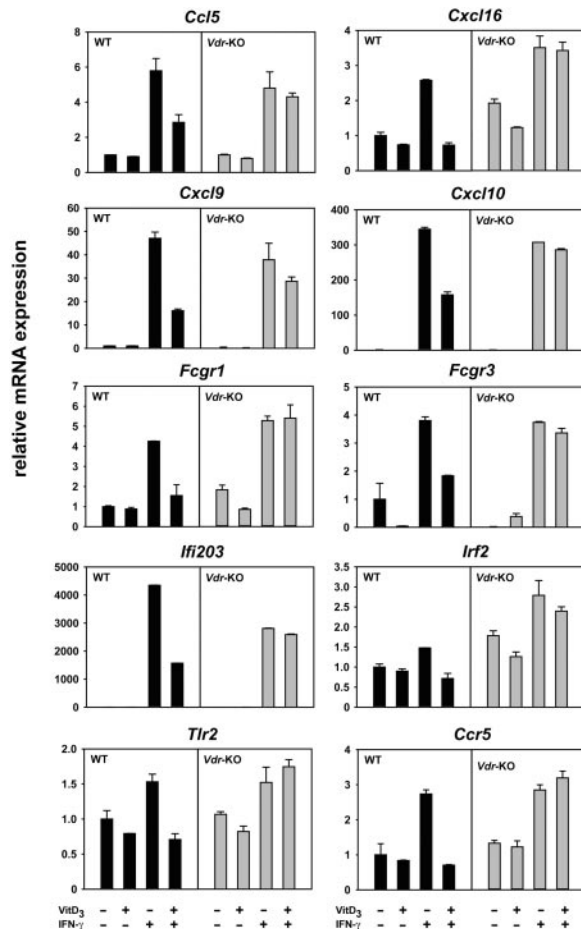 relative mRNA expression
Ccl5
WT
Vdr-KO
8
6
4
2
0
Cxcl16
WT
Vdr-KO
4
3
2
1
0
Cxcl9
WT
Vdr-KO
60
50
40
30
20
10
0
Cxcl10
WT
Vdr-KO
400
300
200
100
0
Fcgr1
WT
Vdr-KO
7
6
5
4
3
2
1
0
Fcgr3
WT
Vdr-KO
5
4
3
2
1
0
Ifi203
WT
Vdr-KO
5000
4000
3000
2000
1000
0
Irf2
WT
Vdr-KO
3.5
3.0
2.5
2.0
1.5
1.0
0.5
0
Tlr2
WT
Vdr-KO
2.0
1.5
1.0
0.5
0.0
Ccr5
WT
Vdr-KO
4
3
2
1
0
VitD3 – + – + – + – +
IFN-γ – – + + – – + +
VitD3 – + – + – + – +
IFN-γ – – + + – – + +